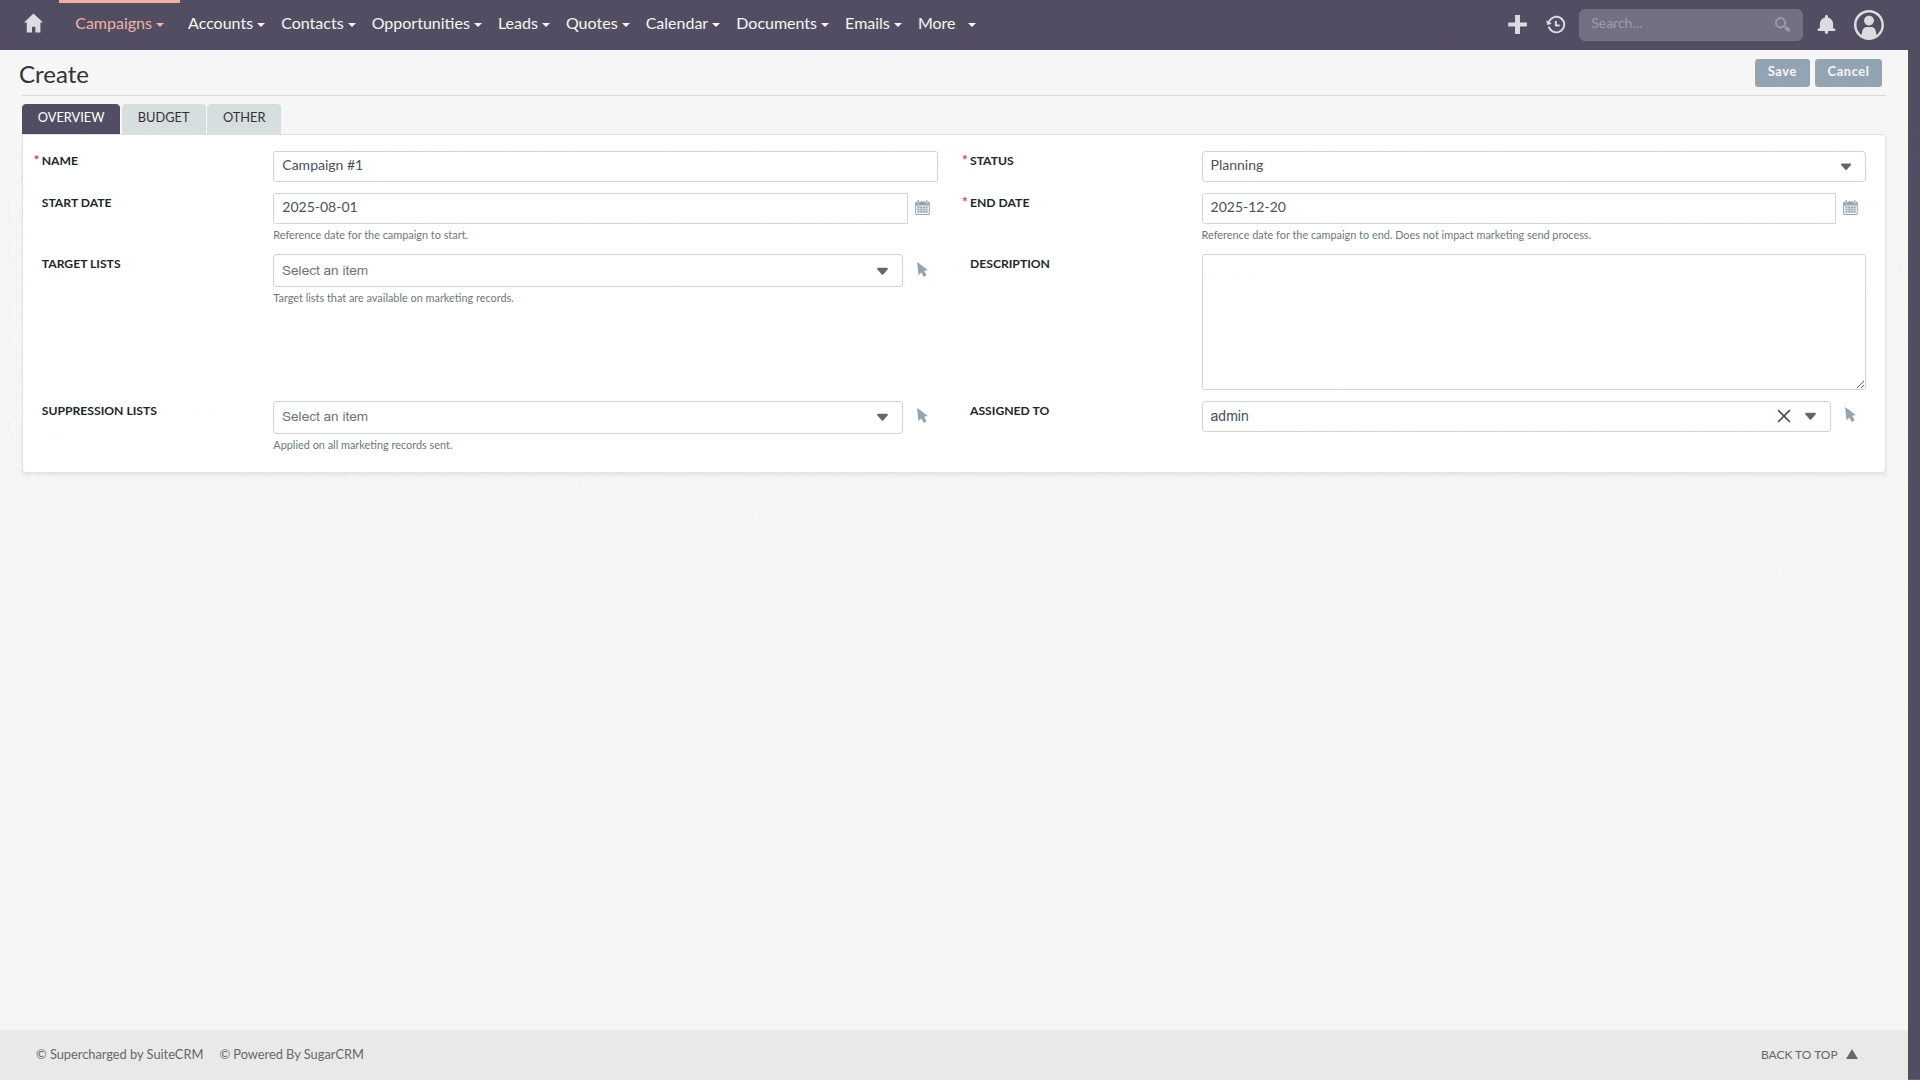 Campaigns Accounts Contacts Opportunities Leads Quotes Calendar Documents Emails More Search...
Create Save Cancel
OVERVIEW BUDGET OTHER
* NAME Campaign #1 * STATUS Planning
START DATE 2025-08-01 * END DATE 2025-12-20
Reference date for the campaign to start. Reference date for the campaign to end. Does not impact marketing send process.
TARGET LISTS Select an item DESCRIPTION
Target lists that are available on marketing records.
SUPPRESSION LISTS Select an item ASSIGNED TO admin
Applied on all marketing records sent.
© Supercharged by SuiteCRM © Powered By SugarCRM BACK TO TOP